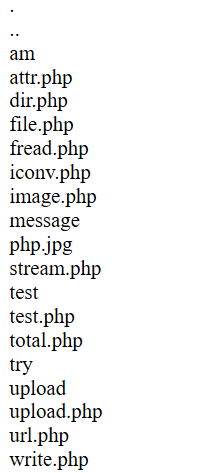 .
..
am
attr.php
dir.php
file.php
fread.php
iconv.php
image.php
message
php.jpg
stream.php
test
test.php
total.php
try
upload
upload.php
url.php
write.php